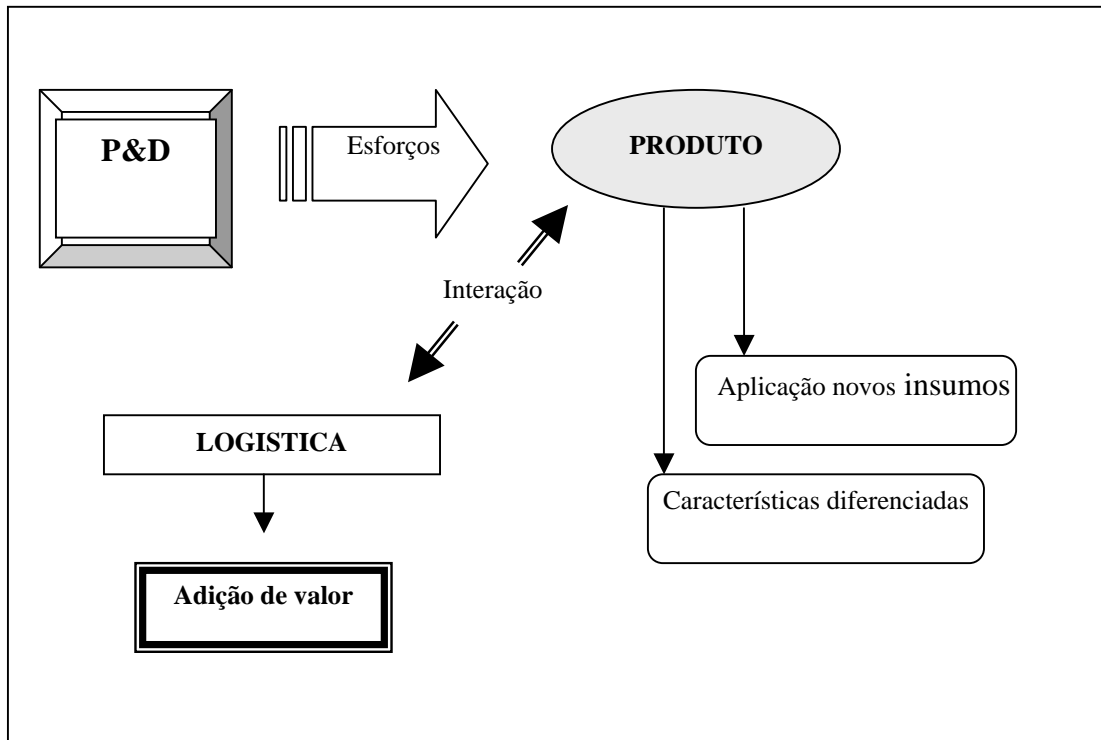 P&D
Esforços
PRODUTO
Interação
Aplicação novos insumos
LOGISTICA
Características diferenciadas
Adição de valor